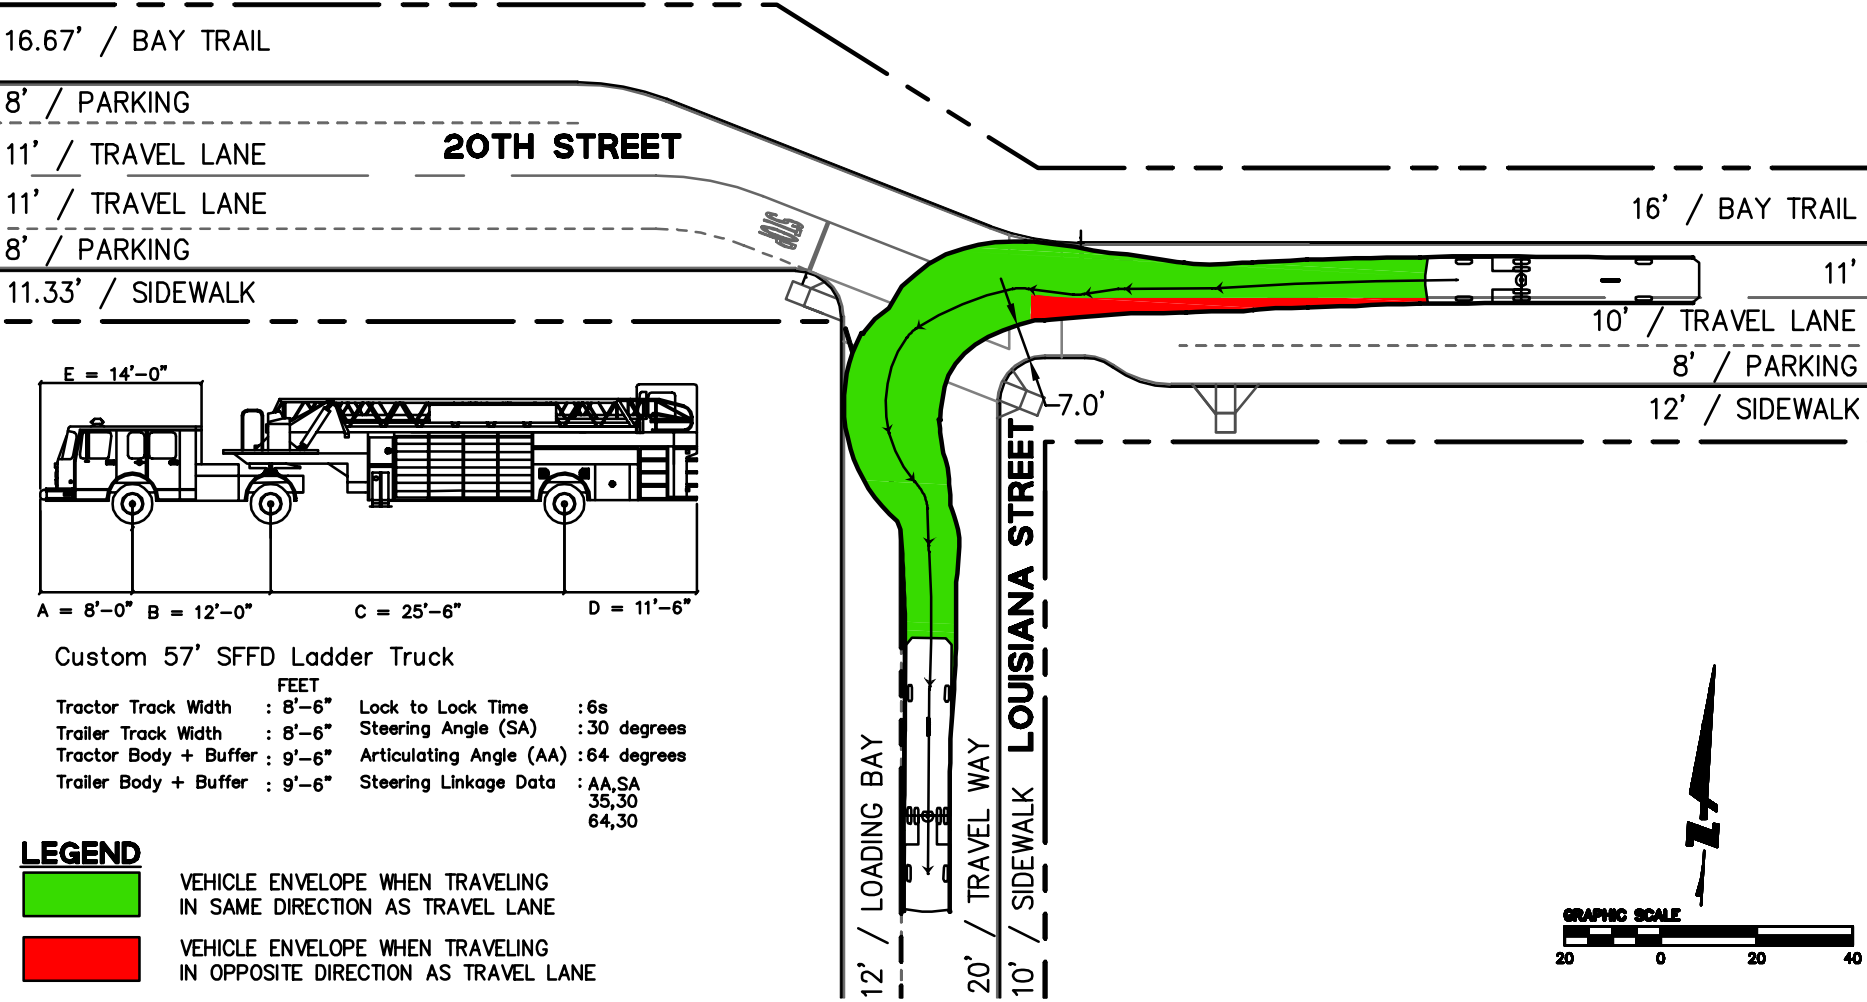 16.67' / BAY TRAIL
8' / PARKING
11' / TRAVEL LANE
11' / TRAVEL LANE
8' / PARKING
11.33' / SIDEWALK
20TH STREET
STOP
16' / BAY TRAIL
11'
10' / TRAVEL LANE
8' / PARKING
12' / SIDEWALK
7.0'
E = 14'-0"
A = 8'-0"
B = 12'-0"
C = 25'-6"
D = 11'-6"
Custom 57' SFFD Ladder Truck
FEET
Tractor Track Width : 8'-6" Lock to Lock Time : 6s
Trailer Track Width : 8'-6" Steering Angle (SA) : 30 degrees
Tractor Body + Buffer : 9'-6" Articulating Angle (AA) : 64 degrees
Trailer Body + Buffer : 9'-6" Steering Linkage Data : AA,SA
35,30
64,30
LEGEND
VEHICLE ENVELOPE WHEN TRAVELING
IN SAME DIRECTION AS TRAVEL LANE
VEHICLE ENVELOPE WHEN TRAVELING
IN OPPOSITE DIRECTION AS TRAVEL LANE
12' / LOADING BAY
20' / TRAVEL WAY
10' / SIDEWALK
LOUISIANA STREET
N
GRAPHIC SCALE
20 0 20 40